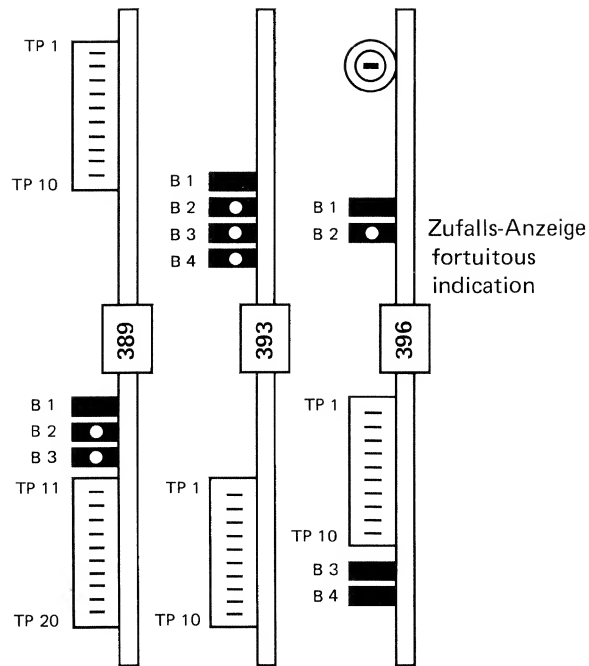 TP 1
TP 10
389
B 1
B 2
B 3
TP 11
TP 20
B 1
B 2
B 3
B 4
393
TP 1
TP 10
B 1
B 2
Zufalls-Anzeige
fortuitous
indication
396
TP 1
TP 10
B 3
B 4